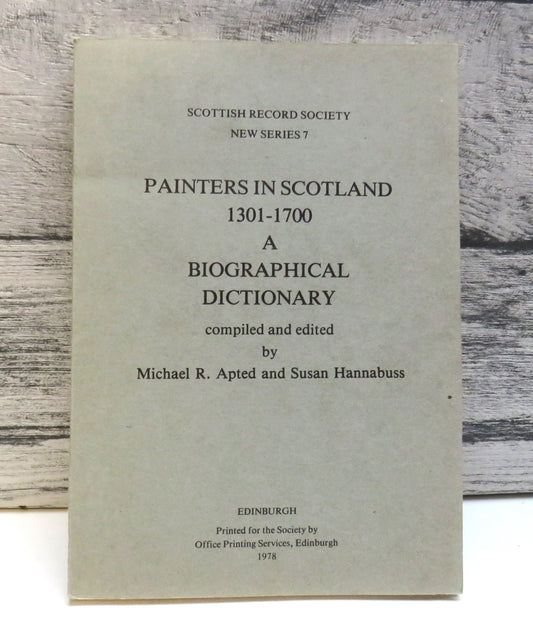 SCOTTISH RECORD SOCIETY
NEW SERIES 7
PAINTERS IN SCOTLAND
1301-1700
A
BIOGRAPHICAL
DICTIONARY
compiled and edited
by
Michael R. Apted and Susan Hannabuss
EDINBURGH
Printed for the Society by
Office Printing Services, Edinburgh
1978